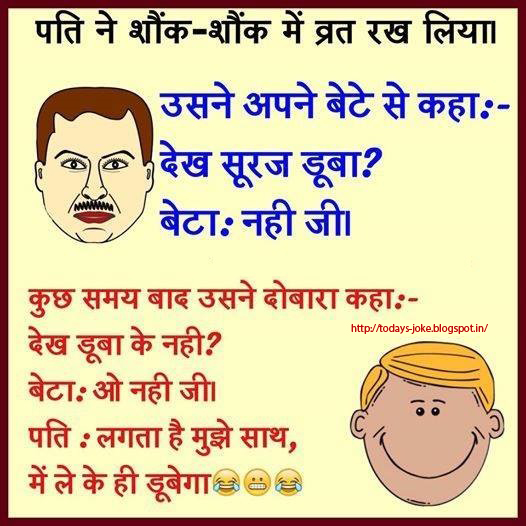 पति ने शौंक-शौंक में व्रत रख लिया।
उसने अपने बेटे से कहा:-
देख सूरज डूबा?
बेटा: नही जी।
कुछ समय बाद उसने दोबारा कहा:-
http://todays-joke.blogspot.in/
देख डूबा के नही?
बेटा: ओ नही जी।
पति : लगता है मुझे साथ,
में ले के ही डूबेगा😂😬😂